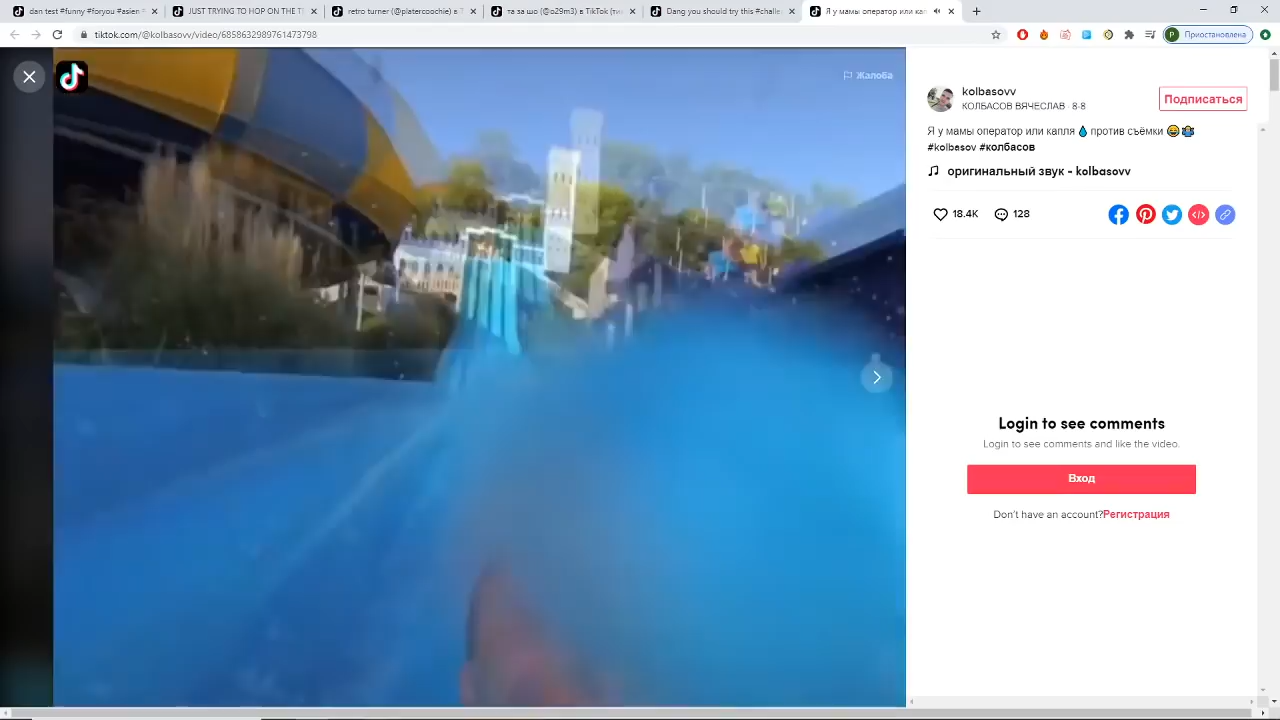 dan test #funny #foryou #asien #
JUST TRYING TO HOP ON THE T
retro turner (@platercoochie) в T
та за шо (@s29m5) в TikTok (тик
Dang you should try this #challe
Я у мамы оператор или кап
tiktok.com/@kolbasovv/video/6858632989761473798
P Приостановлена
Жалоба
kolbasovv
КОЛБАСОВ ВЯЧЕСЛАВ · 8-8
Подписаться
Я у мамы оператор или капля 💧 против съёмки 😂🤷
#kolbasov #колбасов
оригинальный звук - kolbasovv
18.4K
128
Login to see comments
Login to see comments and like the video.
Вход
Don't have an account?Регистрация